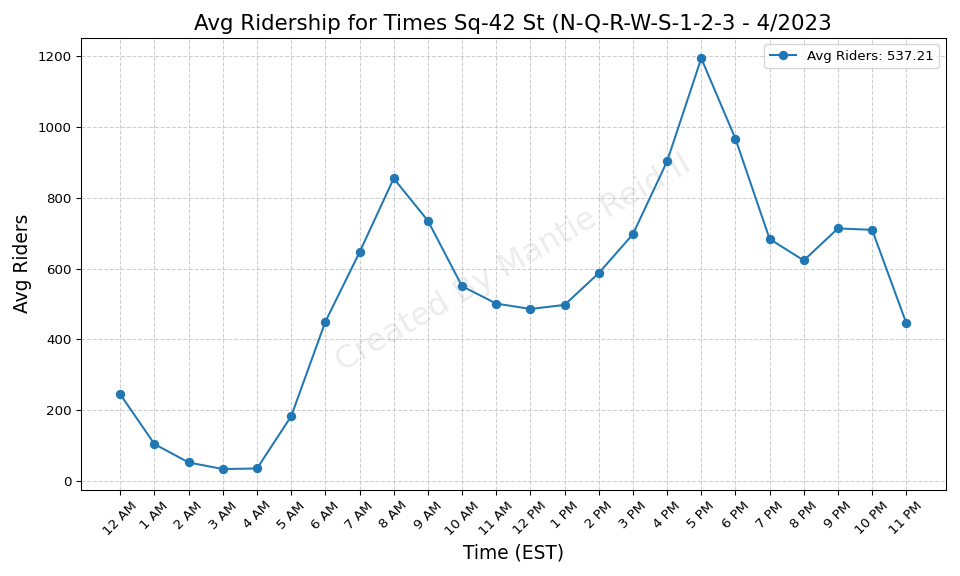 Avg Ridership for Times Sq-42 St (N-Q-R-W-S-1-2-3 - 4/2023
Avg Riders: 537.21
1200
1000
800
600
400
200
0
Avg Riders
Created By Mantie Reid II
12 AM
1 AM
2 AM
3 AM
4 AM
5 AM
6 AM
7 AM
8 AM
9 AM
10 AM
11 AM
12 PM
1 PM
2 PM
3 PM
4 PM
5 PM
6 PM
7 PM
8 PM
9 PM
10 PM
11 PM
Time (EST)